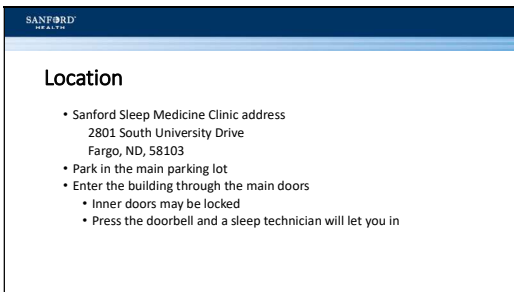 SANFORD
HEALTH
Location
• Sanford Sleep Medicine Clinic address
2801 South University Drive
Fargo, ND, 58103
• Park in the main parking lot
• Enter the building through the main doors
• Inner doors may be locked
• Press the doorbell and a sleep technician will let you in